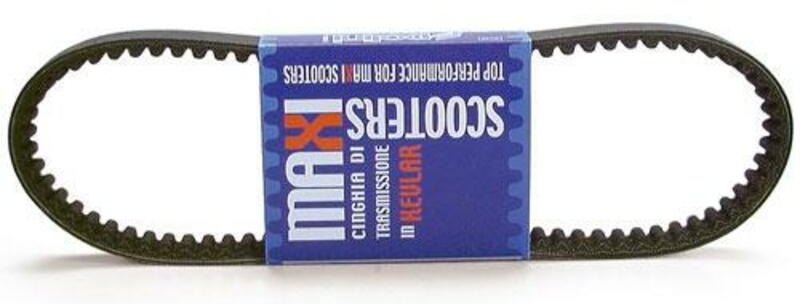 TOP PERFORMANCE FOR MAXI SCOOTERS
MAXI
SCOOTERS
CINGHIA DI
TRASMISSIONE
IN KEVLAR